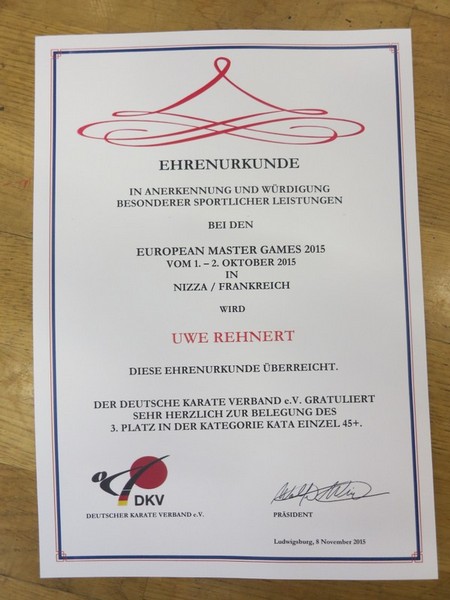 EHRENURKUNDE
IN ANERKENNUNG UND WÜRDIGUNG
BESONDERER SPORTLICHER LEISTUNGEN
BEI DEN
EUROPEAN MASTER GAMES 2015
VOM 1. – 2. OKTOBER 2015
IN
NIZZA / FRANKREICH
WIRD
UWE REHNERT
DIESE EHRENURKUNDE ÜBERREICHT.
DER DEUTSCHE KARATE VERBAND e.V. GRATULIERT
SEHR HERZLICH ZUR BELEGUNG DES
3. PLATZ IN DER KATEGORIE KATA EINZEL 45+.
DKV
DEUTSCHER KARATE VERBAND e.V.
PRÄSIDENT
Ludwigsburg, 8 November 2015